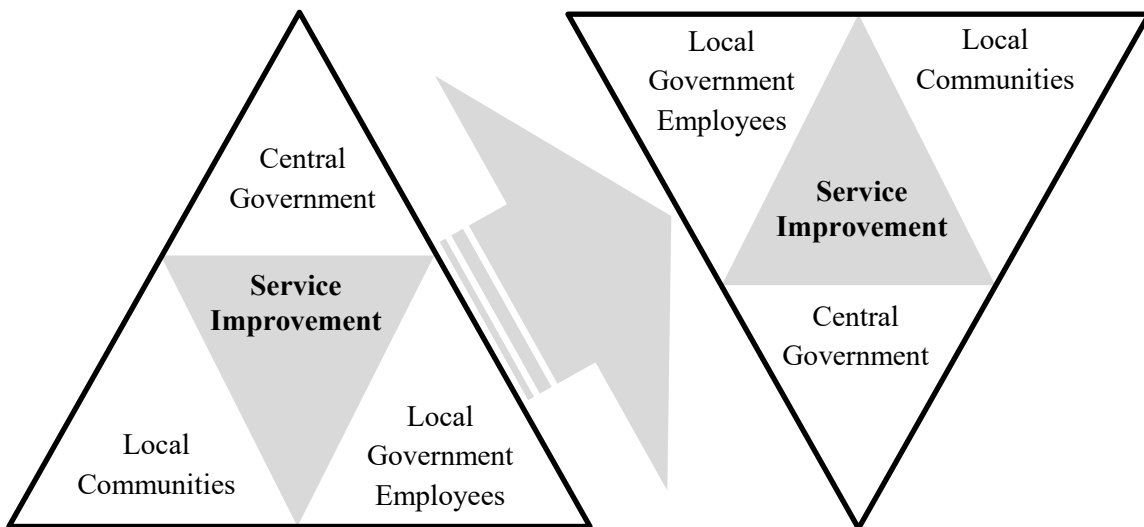 Central
Government
Service
Improvement
Local
Communities
Local
Government
Employees
Local
Government
Employees
Local
Communities
Service
Improvement
Central
Government